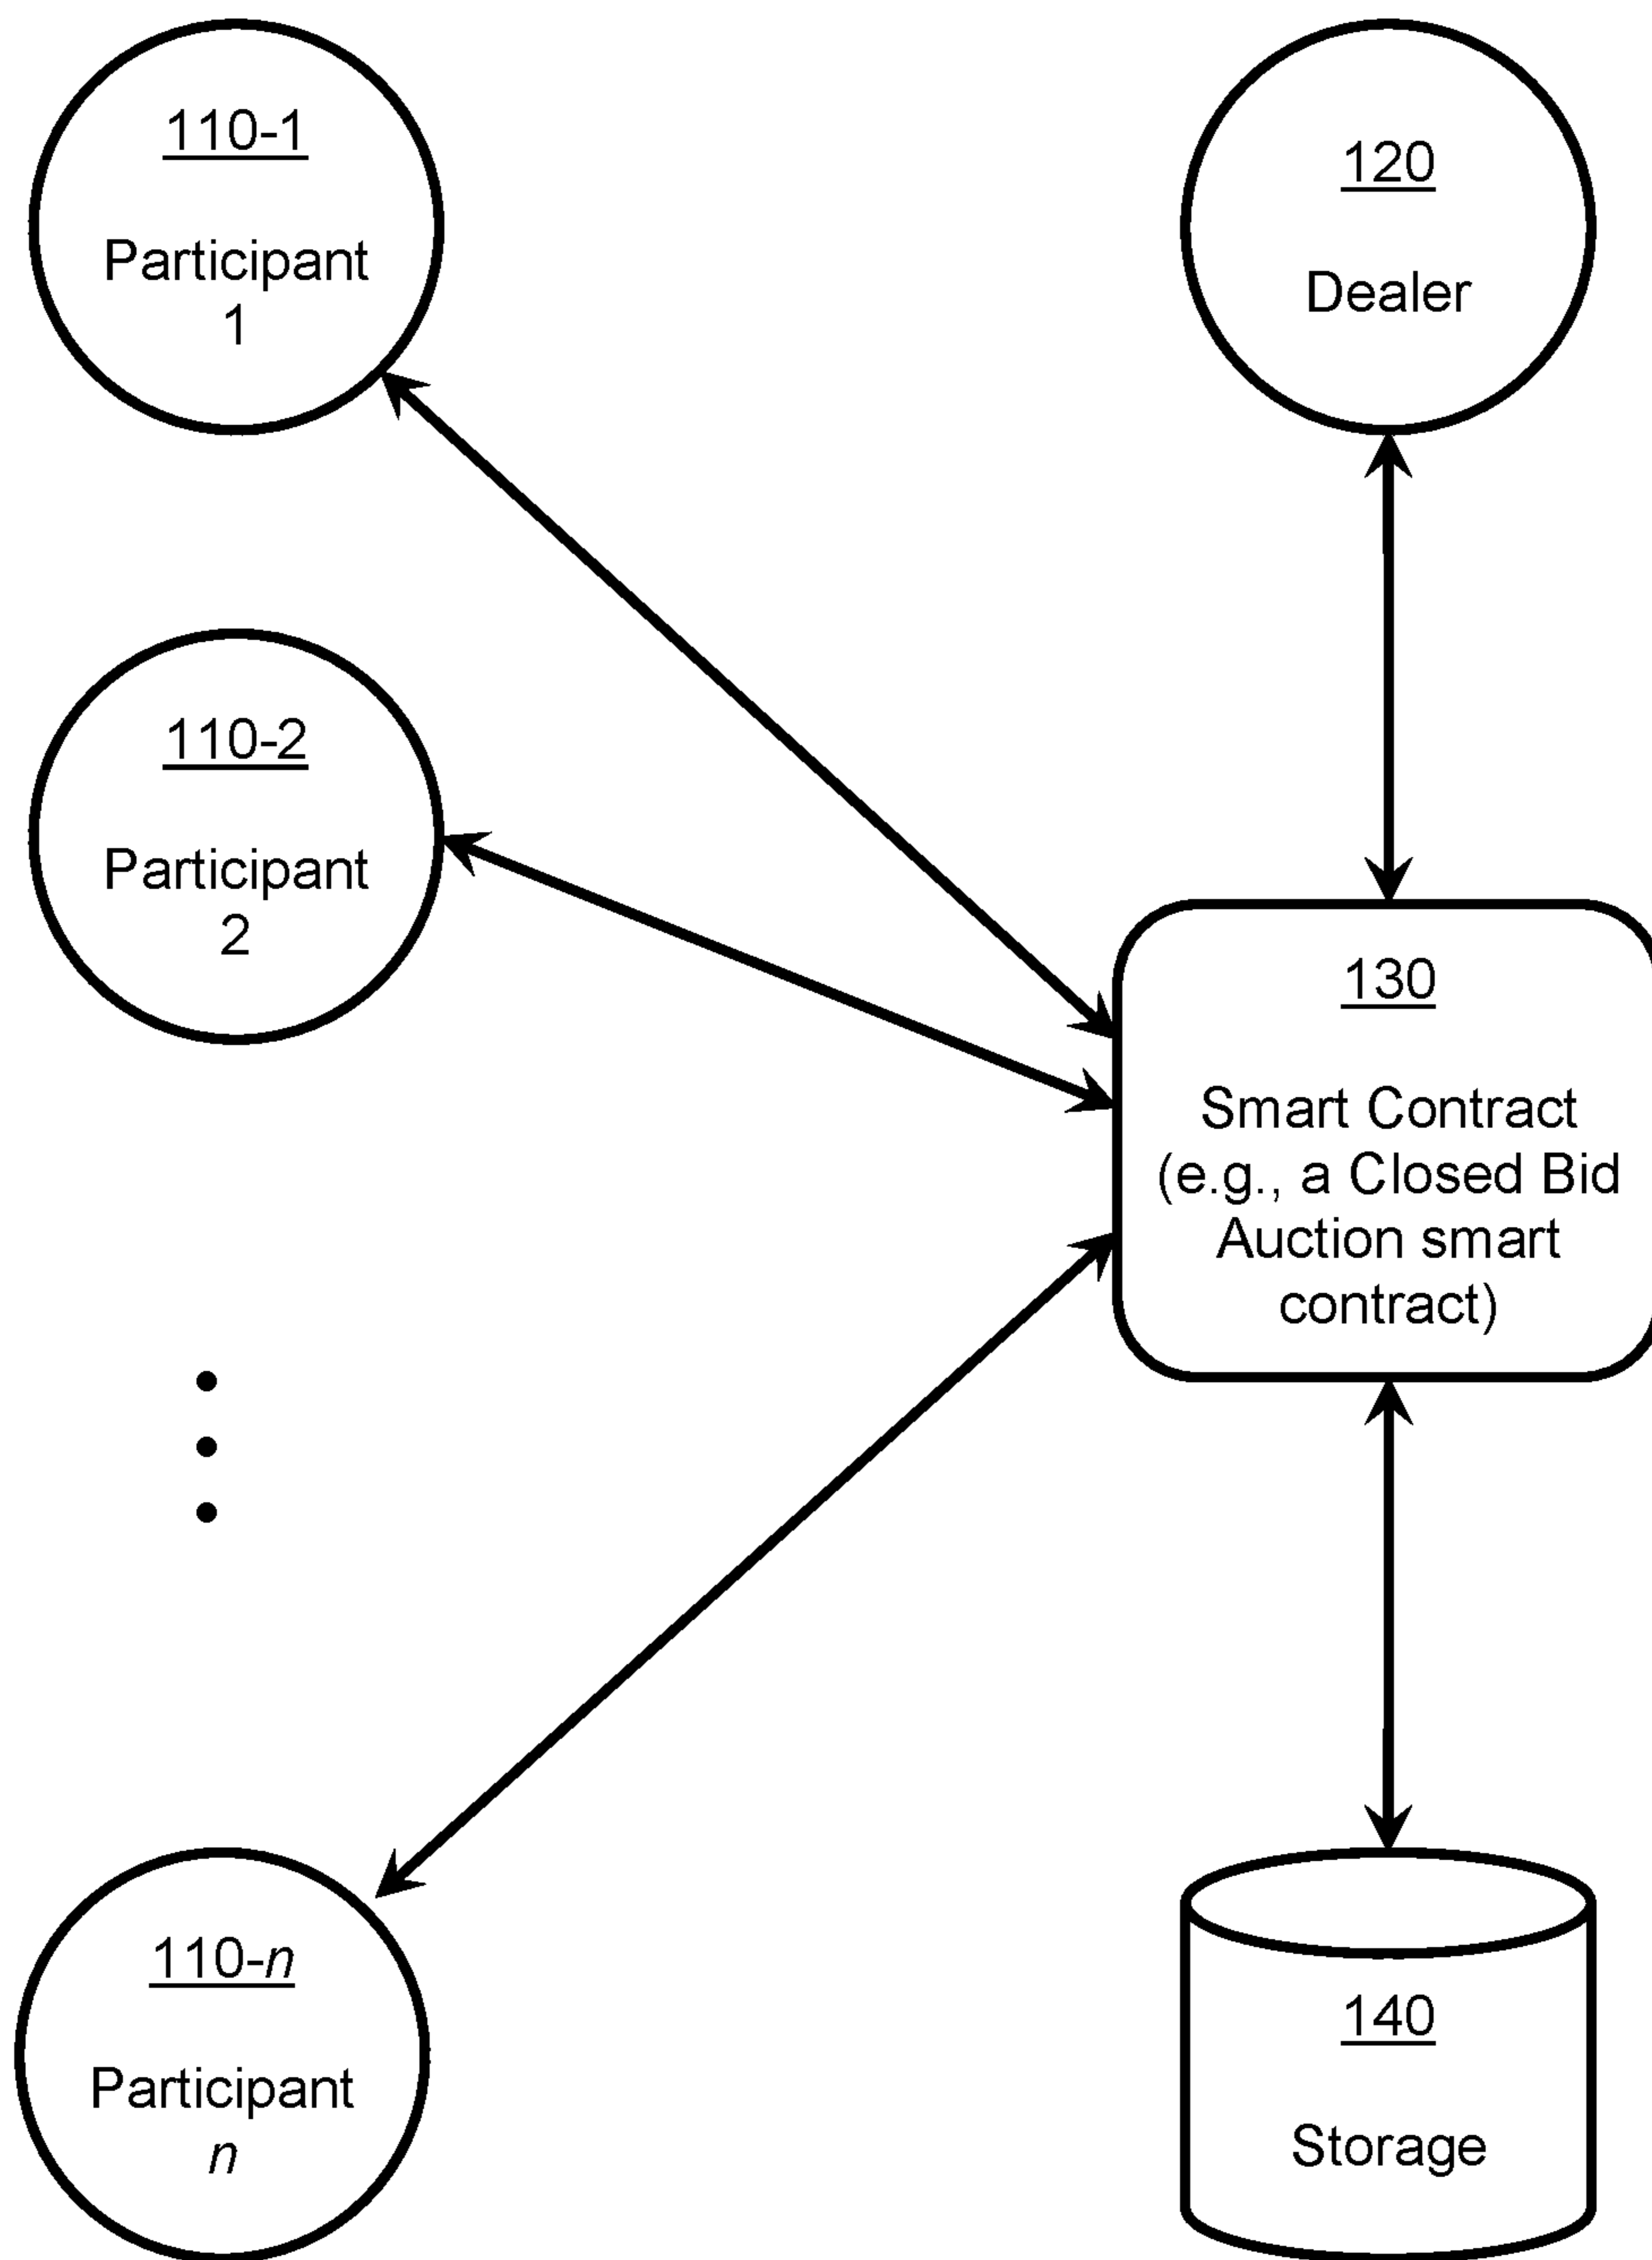 110-1
Participant
1
120
Dealer
110-2
Participant
2
130
Smart Contract
(e.g., a Closed Bid
Auction smart
contract)
110-n
Participant
n
140
Storage